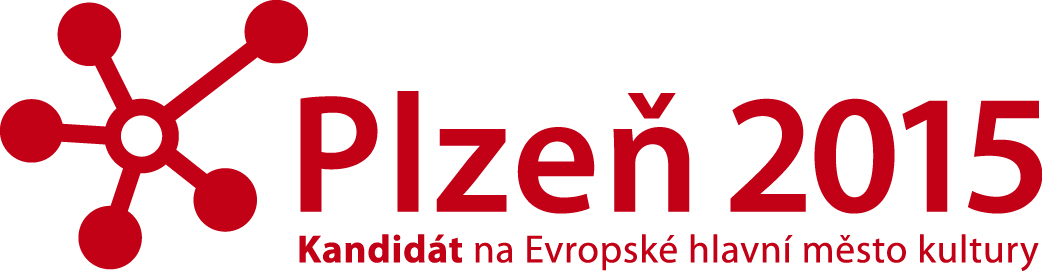 Plzeň 2015
Kandidát na Evropské hlavní město kultury